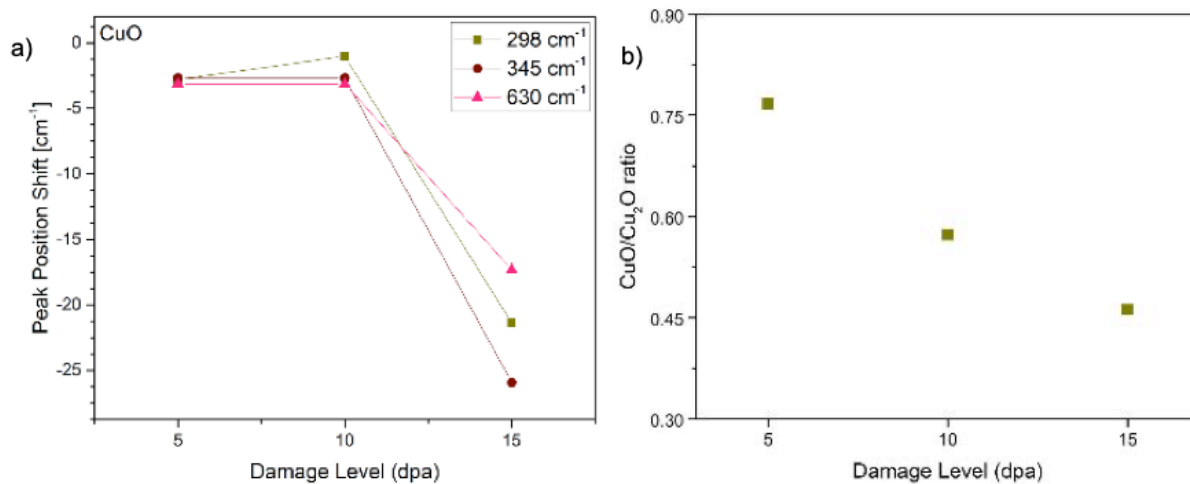 a)
CuO
298 cm⁻¹
345 cm⁻¹
630 cm⁻¹
0
-5
-10
-15
-20
-25
Peak Position Shift [cm⁻¹]
5
10
15
Damage Level (dpa)
b)
0.90
0.75
0.60
0.45
0.30
CuO/Cu₂O ratio
5
10
15
Damage Level (dpa)